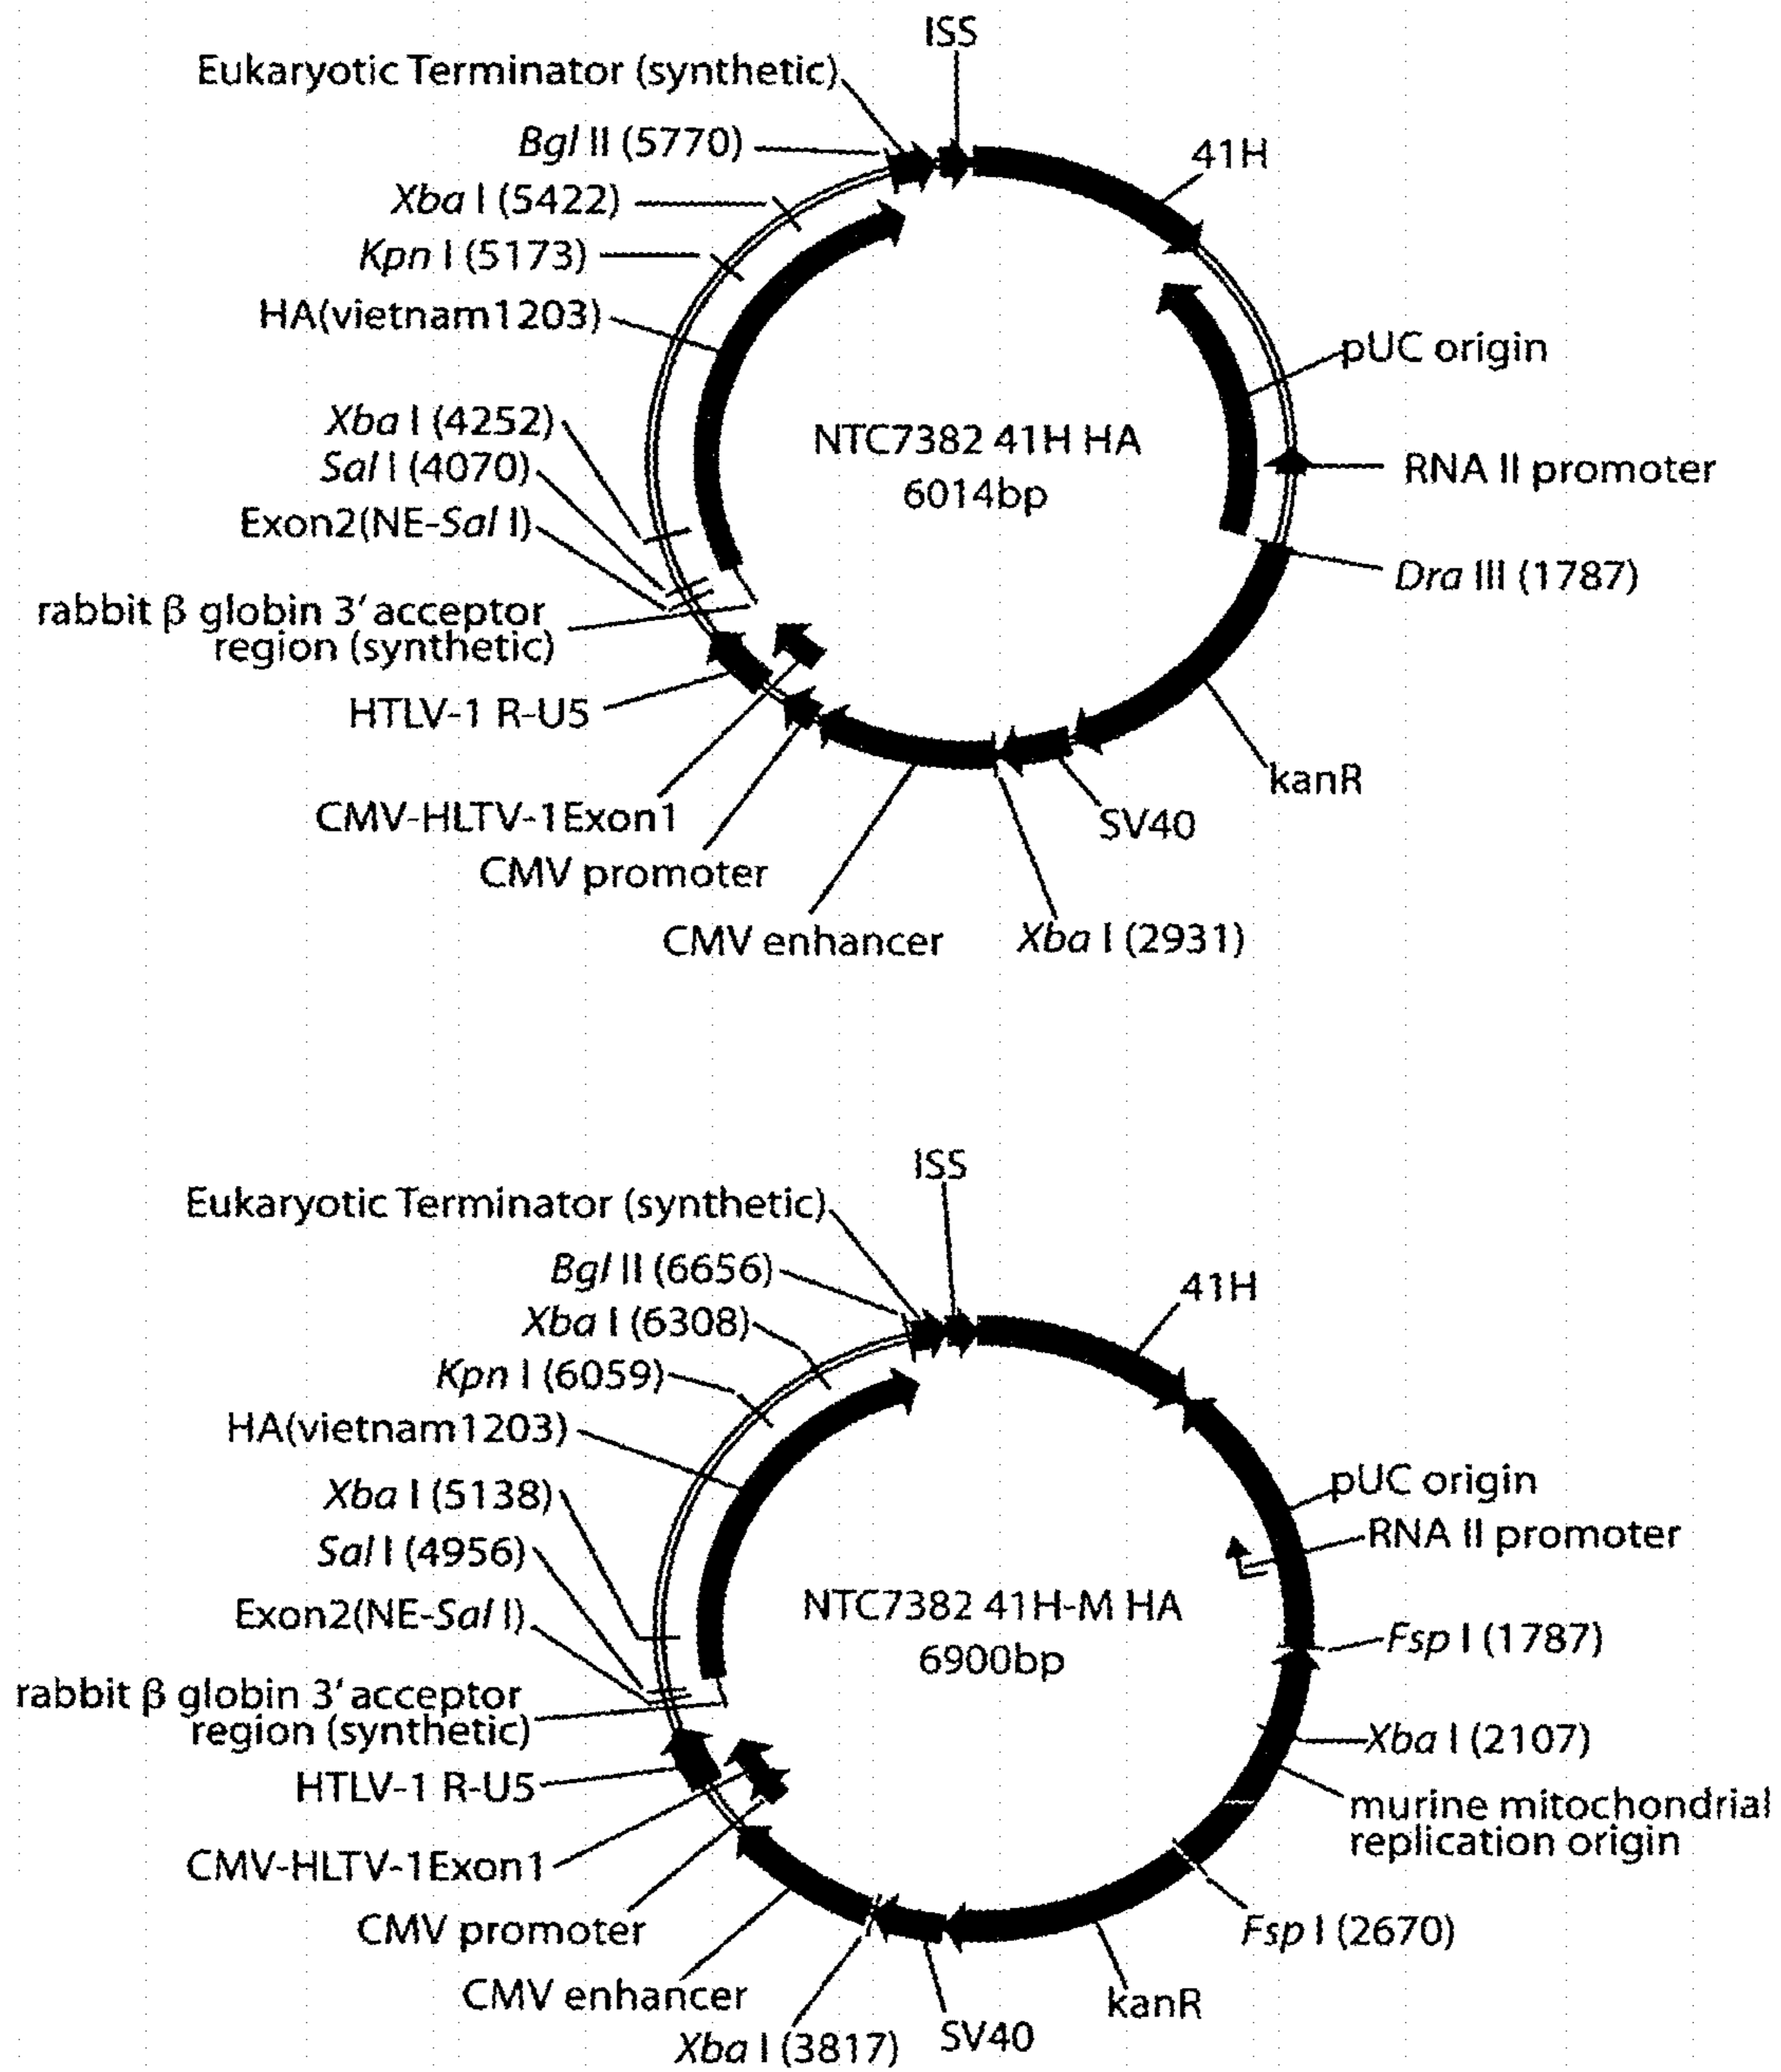 ISS
Eukaryotic Terminator (synthetic)
Bgl II (5770)
41H
Xba I (5422)
Kpn I (5173)
HA(vietnam1203)
pUC origin
Xba I (4252)
NTC7382 41H HA
Sal I (4070)
RNA II promoter
6014bp
Exon2(NE-Sal I)
Dra III (1787)
rabbit β globin 3' acceptor
region (synthetic)
HTLV-1 R-U5
kanR
CMV-HLTV-1Exon1
SV40
CMV promoter
CMV enhancer
Xba I (2931)
ISS
Eukaryotic Terminator (synthetic)
Bgl II (6656)
41H
Xba I (6308)
Kpn I (6059)
HA(vietnam1203)
pUC origin
Xba I (5138)
RNA II promoter
Sal I (4956)
NTC7382 41H-M HA
Exon2(NE-Sal I)
Fsp I (1787)
6900bp
rabbit β globin 3' acceptor
region (synthetic)
Xba I (2107)
HTLV-1 R-U5
murine mitochondrial
replication origin
CMV-HLTV-1Exon1
CMV promoter
Fsp I (2670)
CMV enhancer
kanR
Xba I (3817)
SV40